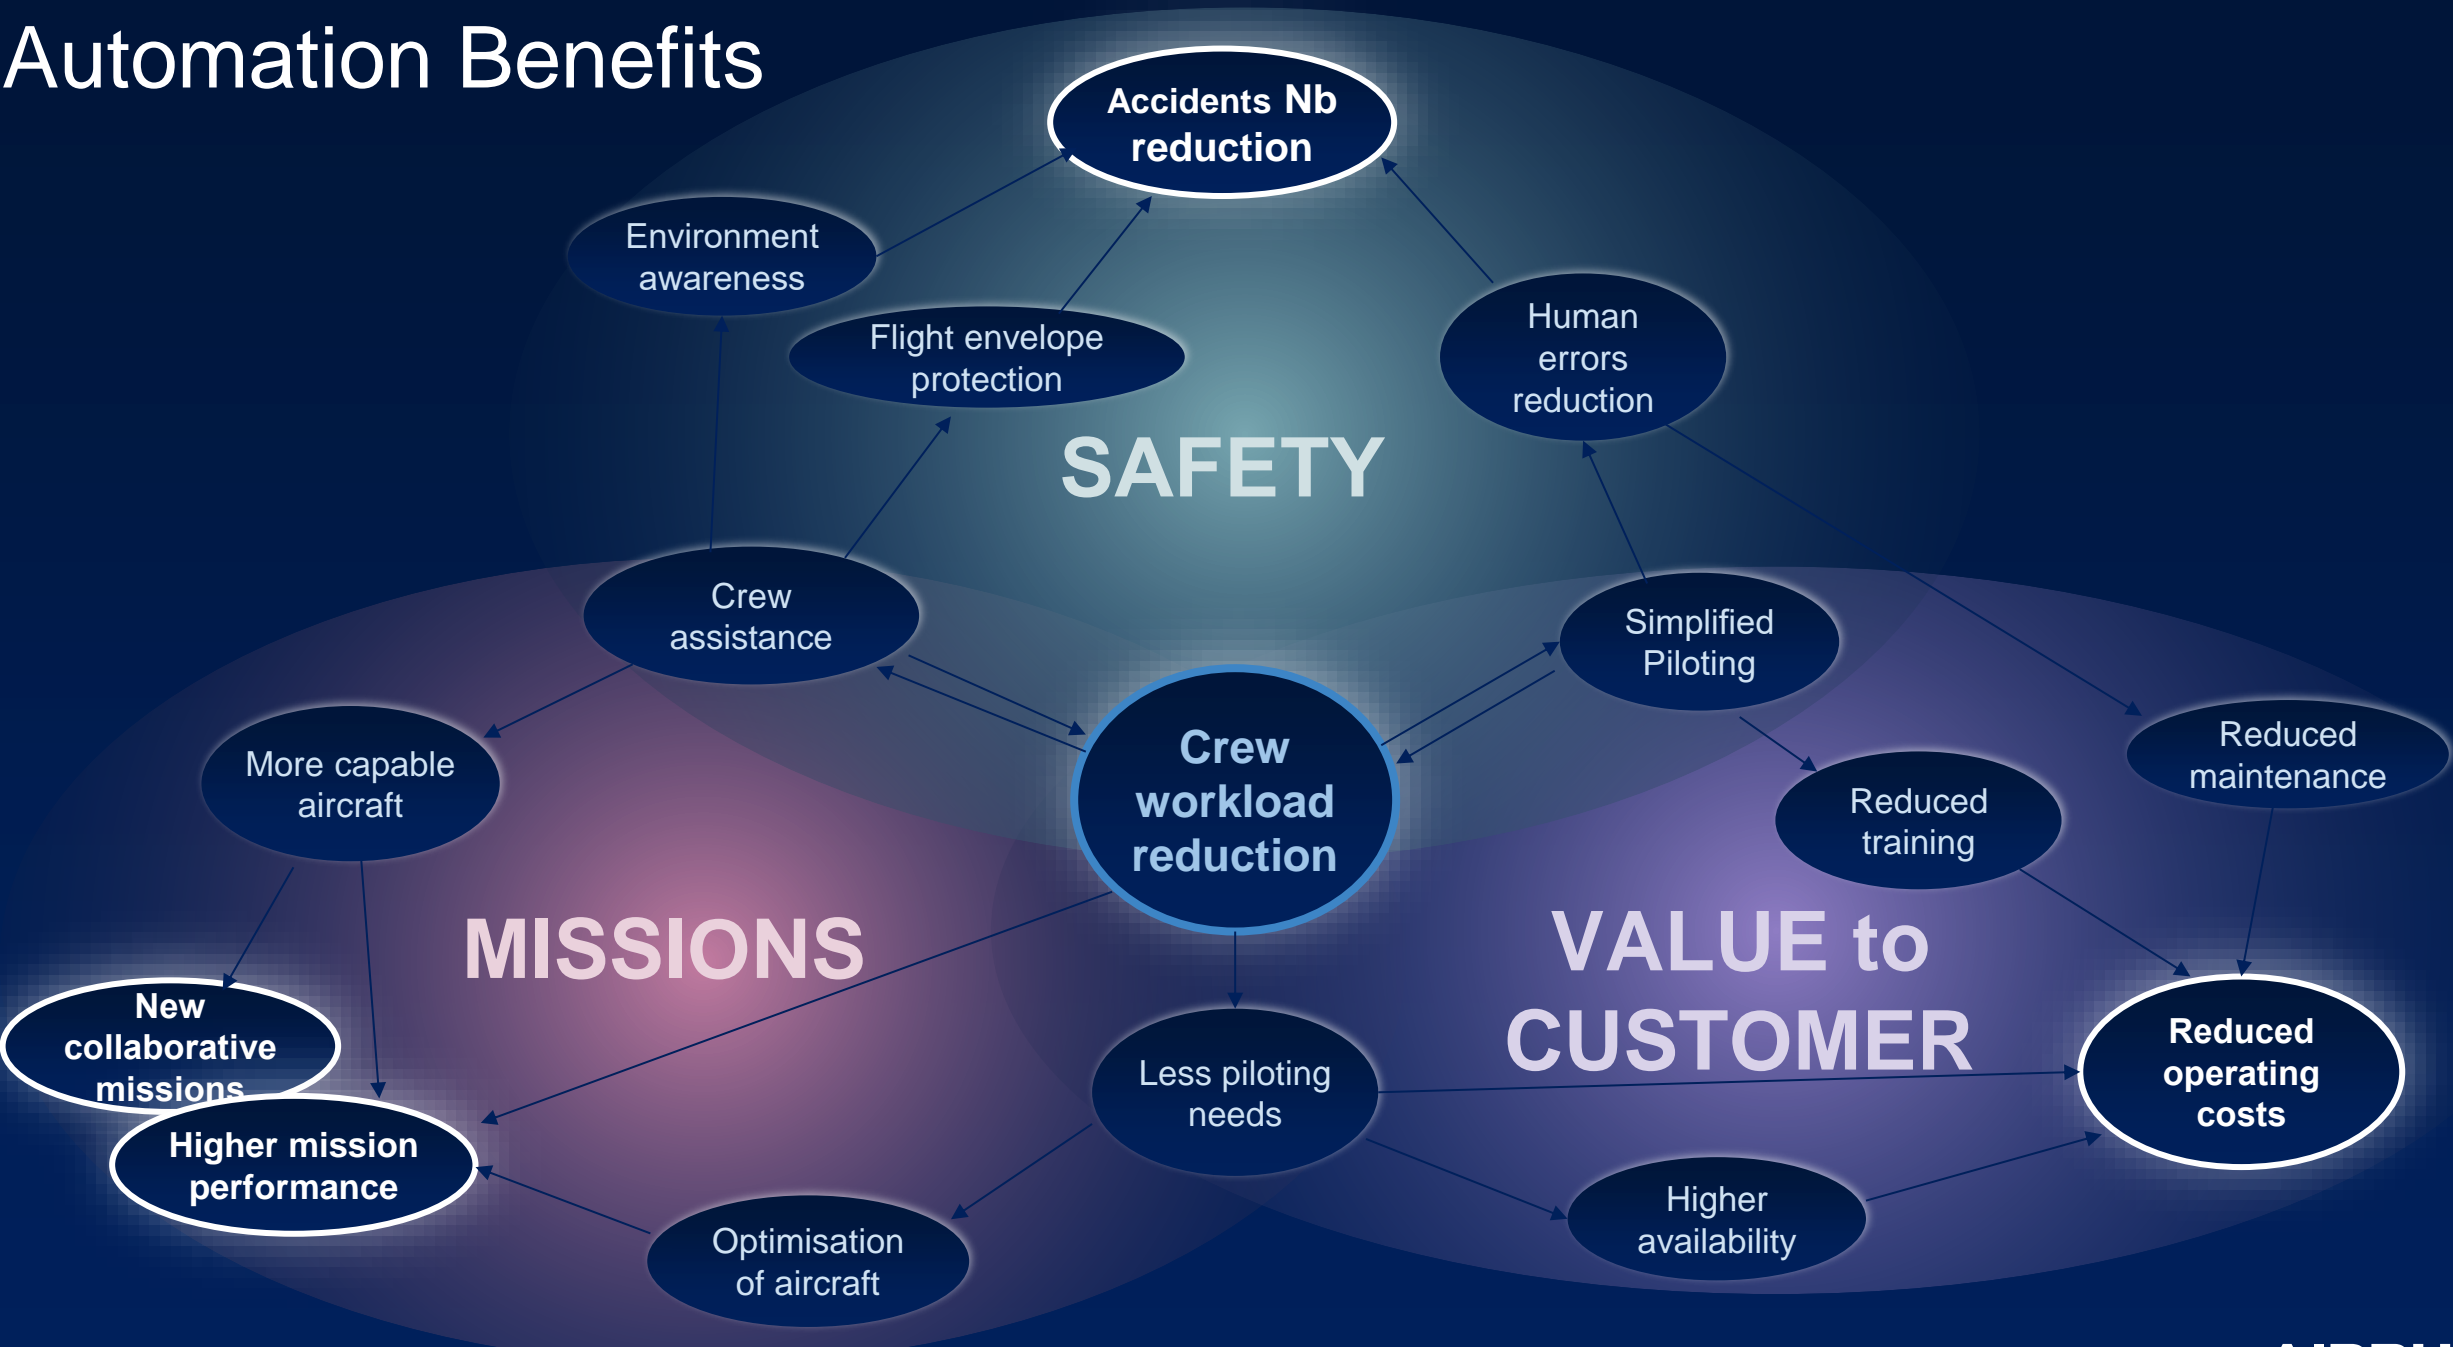 Automation Benefits
Accidents Nb
reduction
Environment
awareness
Flight envelope
protection
Human
errors
reduction
SAFETY
Crew
assistance
Simplified
Piloting
Crew
workload
reduction
More capable
aircraft
Reduced
maintenance
Reduced
training
MISSIONS
VALUE to
CUSTOMER
New
collaborative
missions
Higher mission
performance
Less piloting
needs
Reduced
operating
costs
Optimisation
of aircraft
Higher
availability